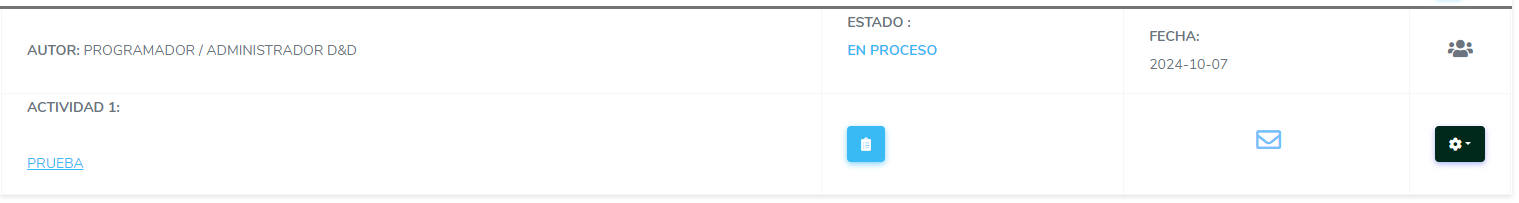 AUTOR: PROGRAMADOR / ADMINISTRADOR D&D
ESTADO :
EN PROCESO
FECHA:
2024-10-07
ACTIVIDAD 1:
PRUEBA